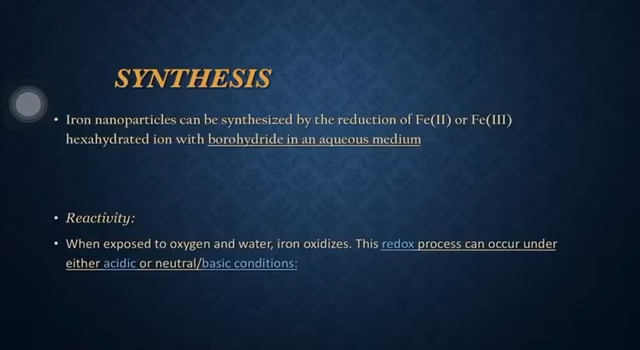 SYNTHESIS
• Iron nanoparticles can be synthesized by the reduction of Fe(II) or Fe(III)
hexahydrated ion with borohydride in an aqueous medium
• Reactivity:
• When exposed to oxygen and water, iron oxidizes. This redox process can occur under
either acidic or neutral/basic conditions: